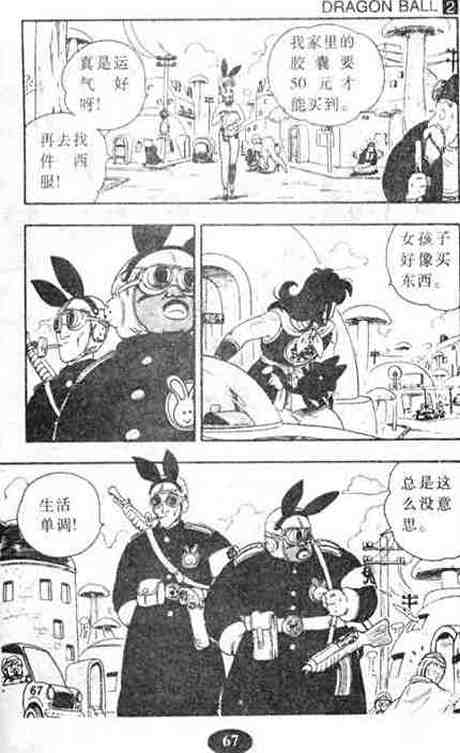 DRAGON BALL 2
我家里的
胶囊要
50元才
能买到。
真是运
气好
呀!
再去找
件西
服!
女孩子
好像买
东西。
总是这
么没意
思。
生活
单调!
67
67